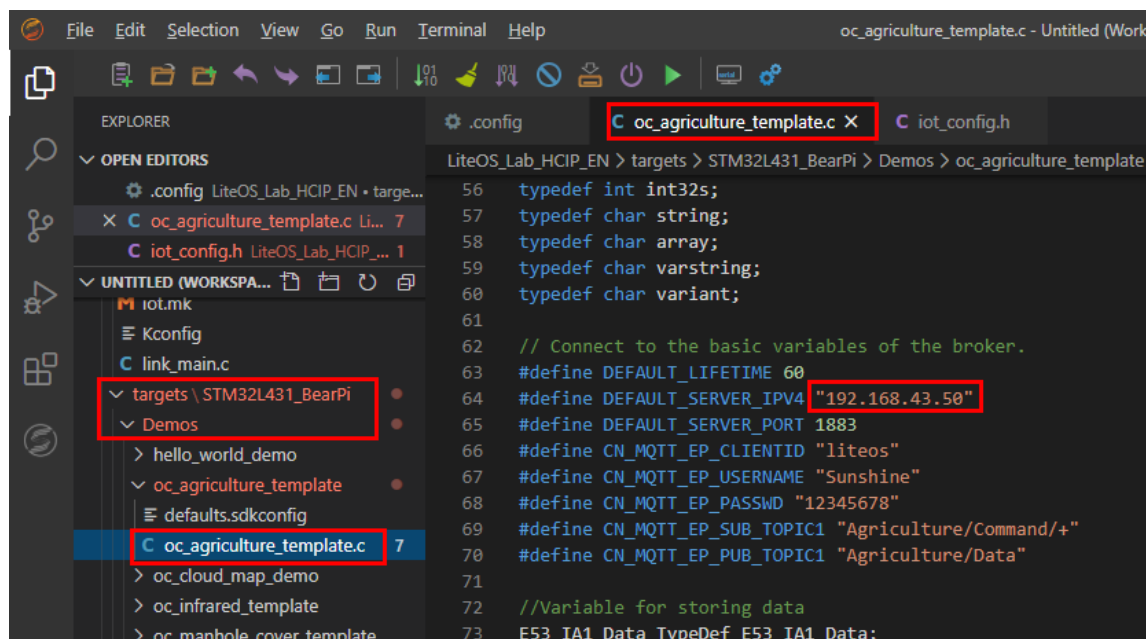 File Edit Selection View Go Run Terminal Help oc_agriculture_template.c - Untitled (Work
EXPLORER
OPEN EDITORS
.config LiteOS_Lab_HCIP_EN • targe...
C oc_agriculture_template.c Li... 7
C iot_config.h LiteOS_Lab_HCIP_... 1
UNTITLED (WORKSPA...
iot.mk
Kconfig
C link_main.c
targets \ STM32L431_BearPi
Demos
hello_world_demo
oc_agriculture_template
defaults.sdkconfig
C oc_agriculture_template.c 7
oc_cloud_map_demo
oc_infrared_template
oc_manhole_cover_template
.config C oc_agriculture_template.c C iot_config.h
LiteOS_Lab_HCIP_EN > targets > STM32L431_BearPi > Demos > oc_agriculture_template
56 typedef int int32s;
57 typedef char string;
58 typedef char array;
59 typedef char varstring;
60 typedef char variant;
61
62 // Connect to the basic variables of the broker.
63 #define DEFAULT_LIFETIME 60
64 #define DEFAULT_SERVER_IPV4 "192.168.43.50"
65 #define DEFAULT_SERVER_PORT 1883
66 #define CN_MQTT_EP_CLIENTID "liteos"
67 #define CN_MQTT_EP_USERNAME "Sunshine"
68 #define CN_MQTT_EP_PASSWD "12345678"
69 #define CN_MQTT_EP_SUB_TOPIC1 "Agriculture/Command/+"
70 #define CN_MQTT_EP_PUB_TOPIC1 "Agriculture/Data"
71
72 //Variable for storing data
73 E53_IA1_Data_TypeDef E53_IA1_Data;